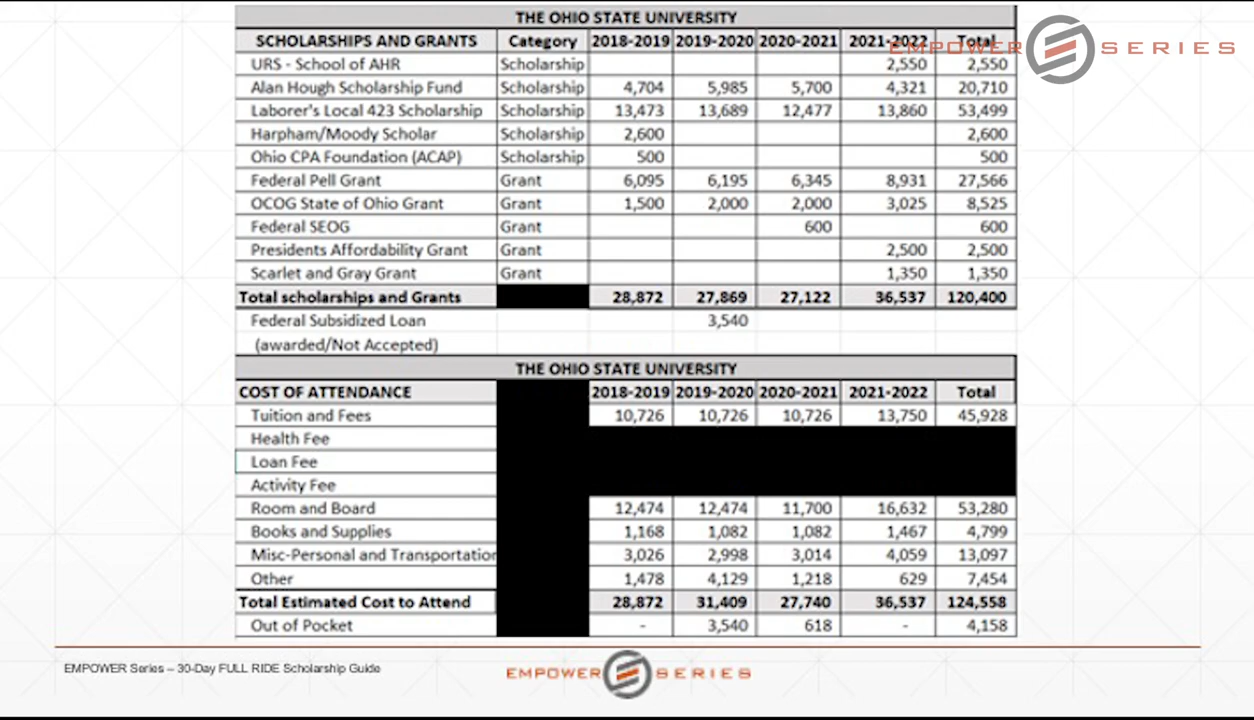 THE OHIO STATE UNIVERSITY
SCHOLARSHIPS AND GRANTS Category 2018-2019 2019-2020 2020-2021 2021-2022 Total
EMPOWER SERIES
URS - School of AHR Scholarship 2,550 2,550
Alan Hough Scholarship Fund Scholarship 4,704 5,985 5,700 4,321 20,710
Laborer's Local 423 Scholarship Scholarship 13,473 13,689 12,477 13,860 53,499
Harpham/Moody Scholar Scholarship 2,600 2,600
Ohio CPA Foundation (ACAP) Scholarship 500 500
Federal Pell Grant Grant 6,095 6,195 6,345 8,931 27,566
OCOG State of Ohio Grant Grant 1,500 2,000 2,000 3,025 8,525
Federal SEOG Grant 600 600
Presidents Affordability Grant Grant 2,500 2,500
Scarlet and Gray Grant Grant 1,350 1,350
Total scholarships and Grants 28,872 27,869 27,122 36,537 120,400
Federal Subsidized Loan 3,540
(awarded/Not Accepted)
THE OHIO STATE UNIVERSITY
COST OF ATTENDANCE 2018-2019 2019-2020 2020-2021 2021-2022 Total
Tuition and Fees 10,726 10,726 10,726 13,750 45,928
Health Fee
Loan Fee
Activity Fee
Room and Board 12,474 12,474 11,700 16,632 53,280
Books and Supplies 1,168 1,082 1,082 1,467 4,799
Misc-Personal and Transportation 3,026 2,998 3,014 4,059 13,097
Other 1,478 4,129 1,218 629 7,454
Total Estimated Cost to Attend 28,872 31,409 27,740 36,537 124,558
Out of Pocket - 3,540 618 - 4,158
EMPOWER Series – 30-Day FULL RIDE Scholarship Guide
EMPOWER SERIES